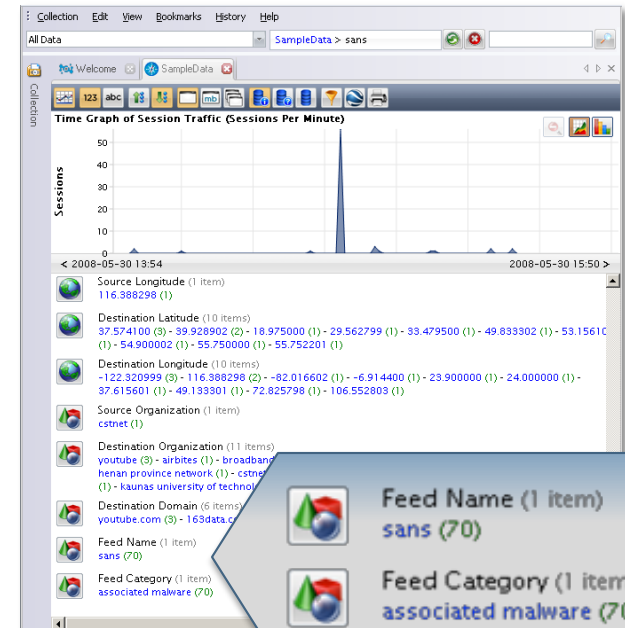 Collection Edit View Bookmarks History Help
All Data
SampleData > sans
Welcome
SampleData
Collection
123 abc mb
Time Graph of Session Traffic (Sessions Per Minute)
Sessions
50
40
30
20
10
0
< 2008-05-30 13:54
2008-05-30 15:50 >
Source Longitude (1 item)
116.388298 (1)
Destination Latitude (10 items)
37.574100 (3) - 39.928902 (2) - 18.975000 (1) - 29.562799 (1) - 33.479500 (1) - 49.833302 (1) - 53.15610
(1) - 54.900002 (1) - 55.750000 (1) - 55.752201 (1)
Destination Longitude (10 items)
-122.320999 (3) - 116.388298 (2) - -82.016602 (1) - -6.914400 (1) - 23.900000 (1) - 24.000000 (1) -
37.615601 (1) - 49.133301 (1) - 72.825798 (1) - 106.552803 (1)
Source Organization (1 item)
cstnet (1)
Destination Organization (11 items)
youtube (3) - airbites (1) - broadband
henan province network (1) - cstnet
(1) - kaunas university of technol
Destination Domain (6 items)
youtube.com (3) - 163data.c
Feed Name (1 item)
sans (70)
Feed Category (1 item)
associated malware (70)
Feed Name (1 item)
sans (70)
Feed Category (1 item
associated malware (70